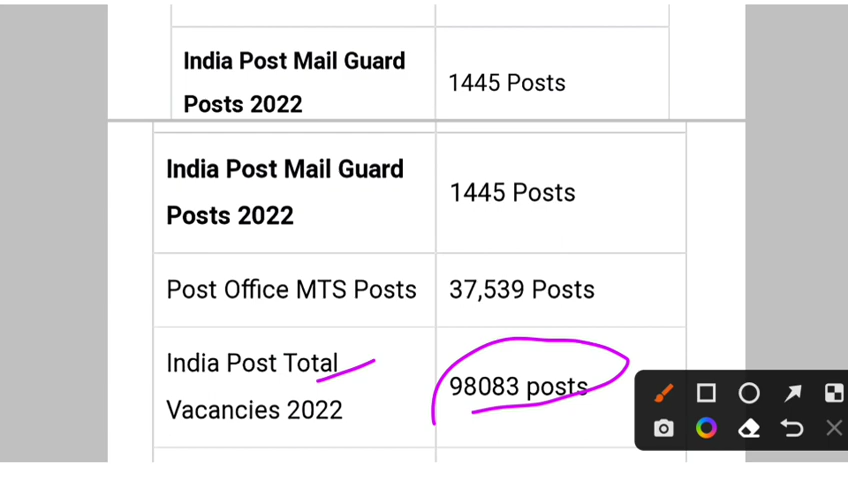 India Post Mail Guard
Posts 2022
1445 Posts
India Post Mail Guard
Posts 2022
1445 Posts
Post Office MTS Posts
37,539 Posts
India Post Total
Vacancies 2022
98083 posts